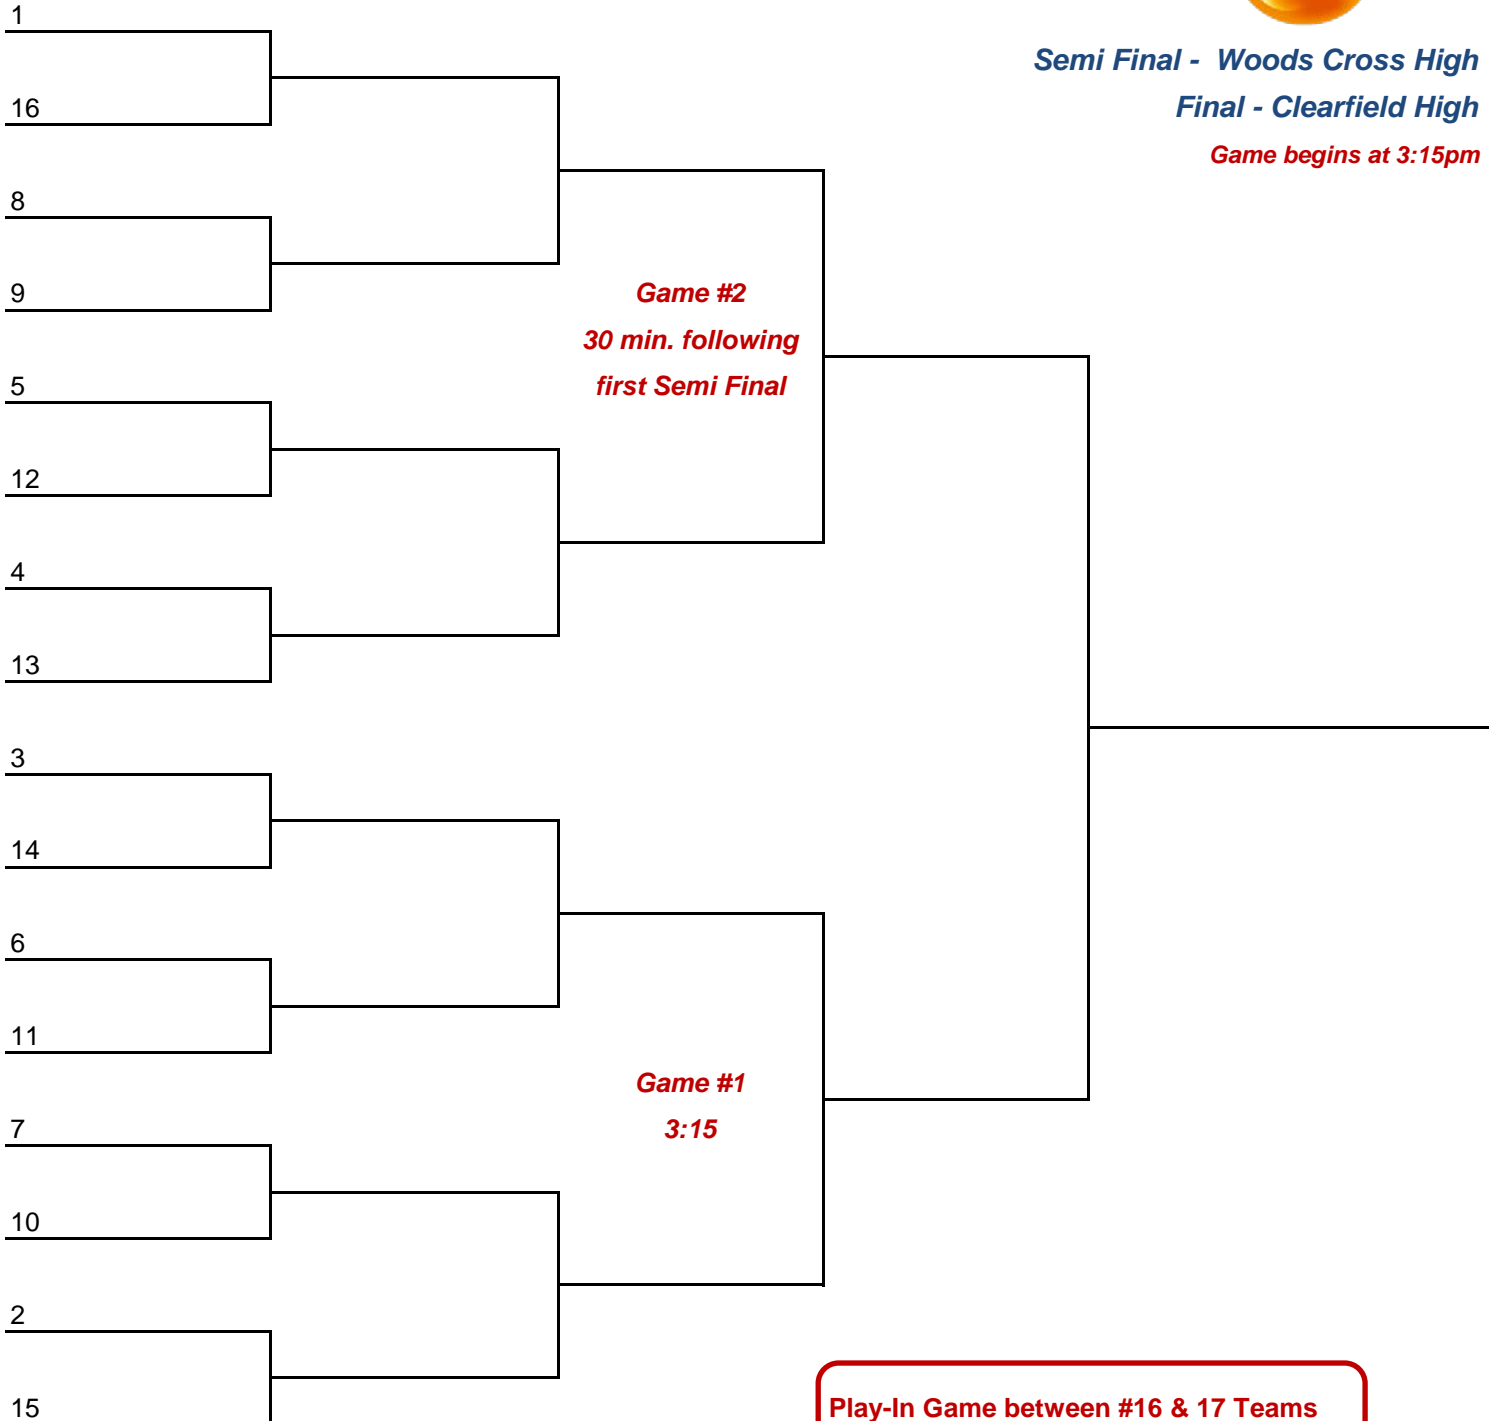 1
Semi Final -  Woods Cross High
16
Final - Clearfield High
Game begins at 3:15pm
8
9
Game #2
30 min. following
first Semi Final
5
12
4
13
3
14
6
11
Game #1
3:15
7
10
2
15
Play-In Game between #16 & 17 Teams